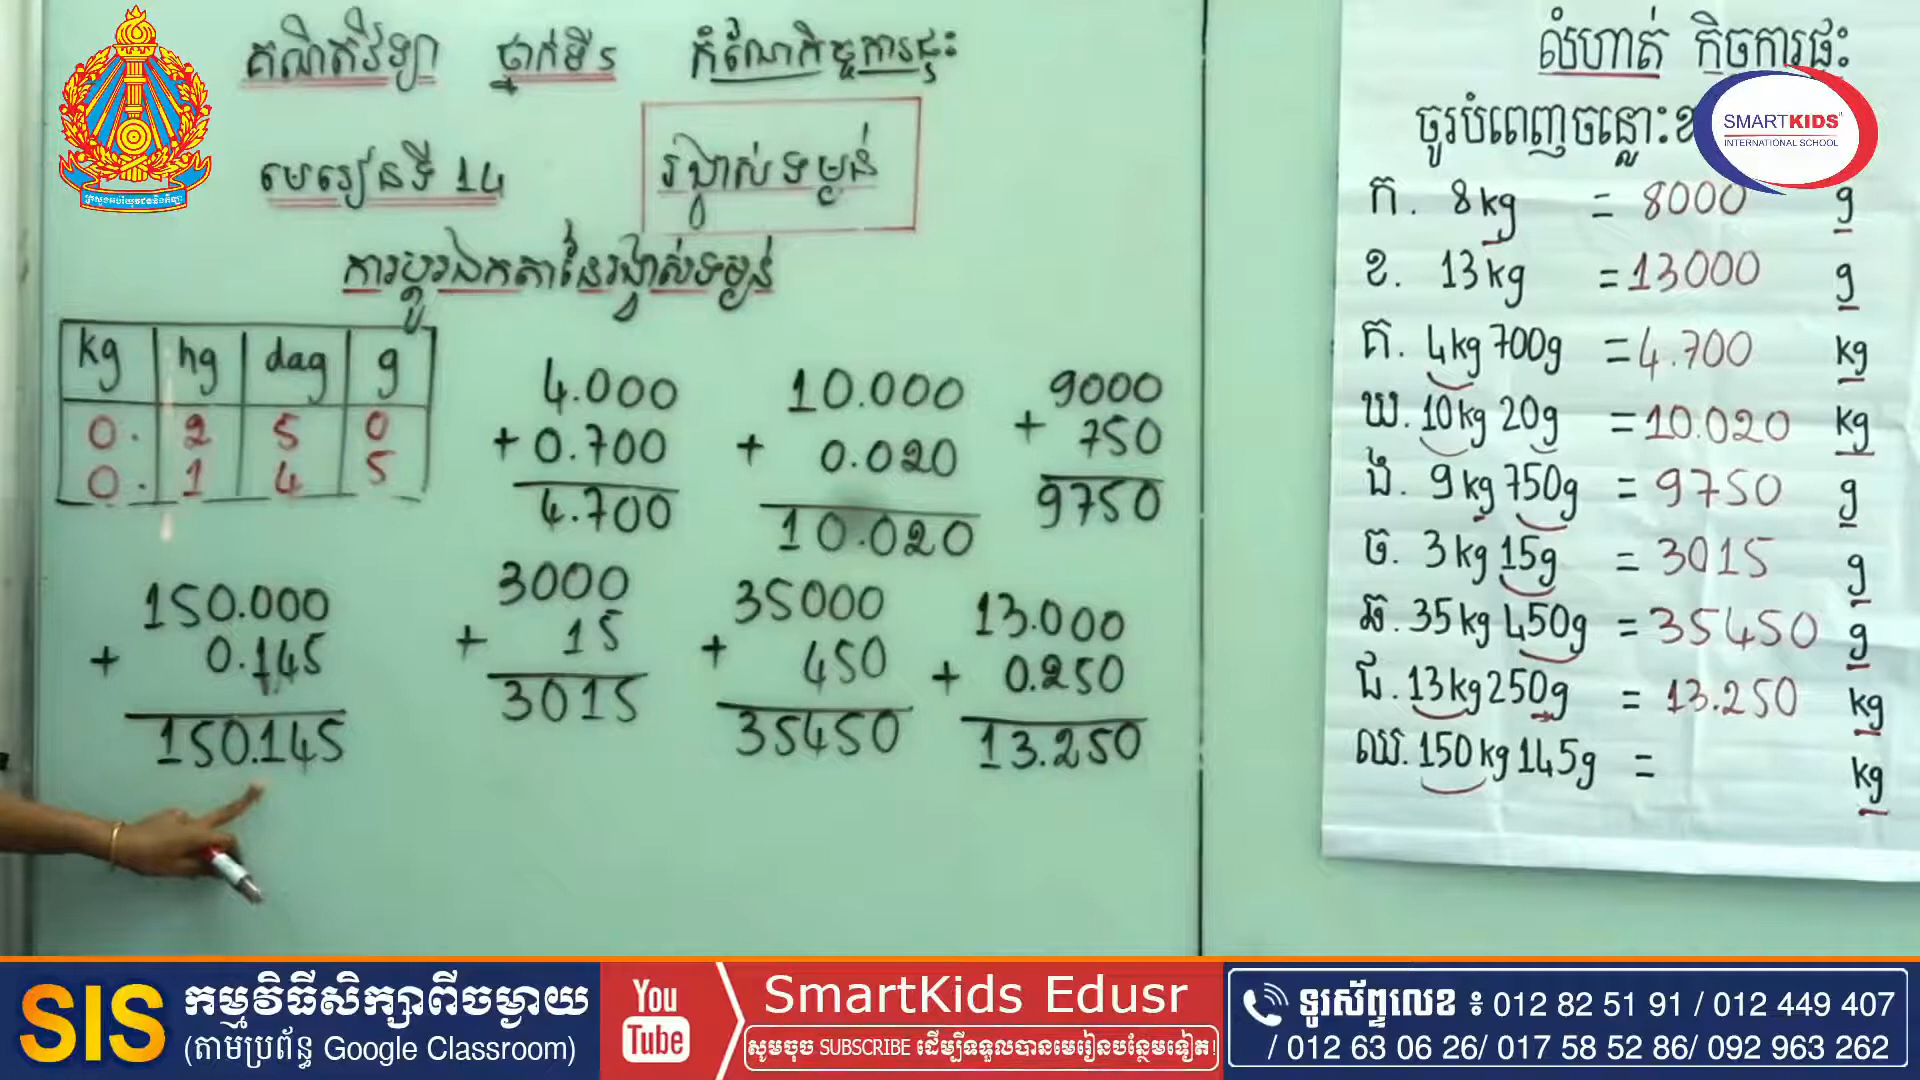 គណិតវិទ្យា ថ្នាក់ទី៥ កំណែកិច្ចការផ្ទះ
មេរៀនទី 14 រង្វាស់ទម្ងន់
ការប្តូរឯកតានៃរង្វាស់ទម្ងន់
kg hg dag g
0. 2 5 0
0. 1 4 5
4.000
+ 0.700
4.700
10.000
+ 0.020
10.020
9000
+ 750
9750
150.000
+ 0.145
150.145
3000
+ 15
3015
35000
+ 450
35450
13.000
+ 0.250
13.250
លំហាត់ កិច្ចការផ្ទះ
ចូរបំពេញចន្លោះខ
ក. 8kg = 8000 g
ខ. 13kg = 13000 g
គ. 4kg 700g = 4.700 kg
ឃ. 10kg 20g = 10.020 kg
ង. 9kg 750g = 9750 g
ច. 3kg 15g = 3015 g
ឆ. 35kg 450g = 35450 g
ជ. 13kg 250g = 13.250 kg
ឈ. 150kg 145g = kg
SMARTKIDS
INTERNATIONAL SCHOOL
SIS
កម្មវិធីសិក្សាពីចម្ងាយ
(តាមប្រព័ន្ធ Google Classroom)
You
Tube
SmartKids Edusr
សូមចុច SUBSCRIBE ដើម្បីទទួលបានមេរៀនបន្ថែមទៀត!
ទូរស័ព្ទលេខ ៖ 012 82 51 91 / 012 449 407
/ 012 63 06 26/ 017 58 52 86/ 092 963 262